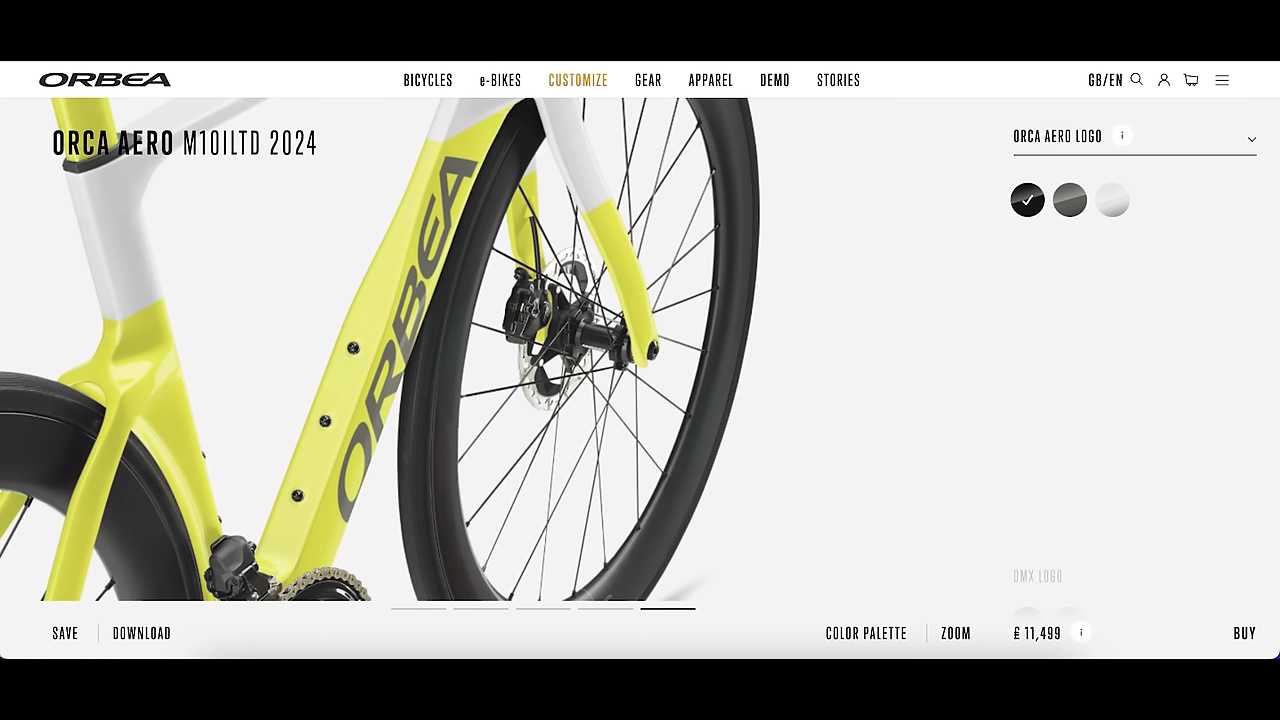 ORBEA
BICYCLES
e-BIKES
CUSTOMIZE
GEAR
APPAREL
DEMO
STORIES
GB/EN
ORCA AERO M10ILTD 2024
ORCA AERO LOGO i
ORBEA
OMX LOGO
SAVE
DOWNLOAD
COLOR PALETTE
ZOOM
£ 11,499 i
BUY